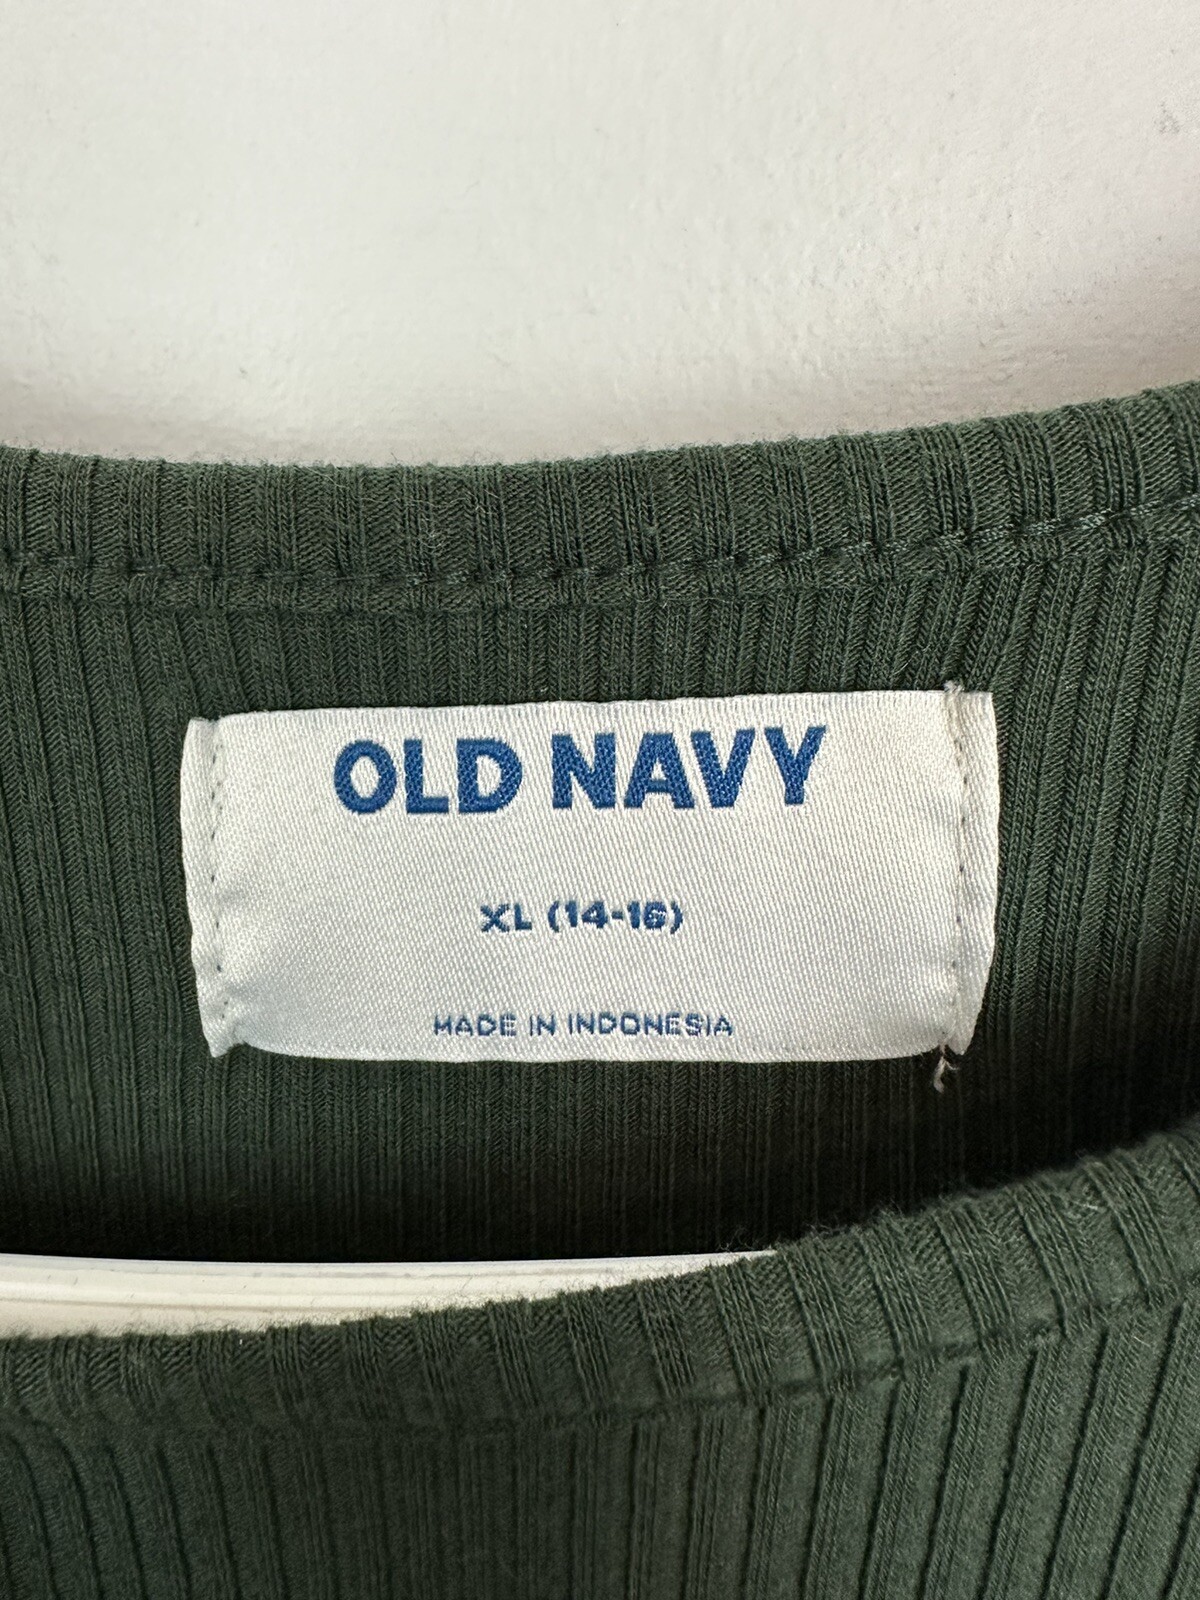 OLD NAVY
XL (14-16)
MADE IN INDONESIA